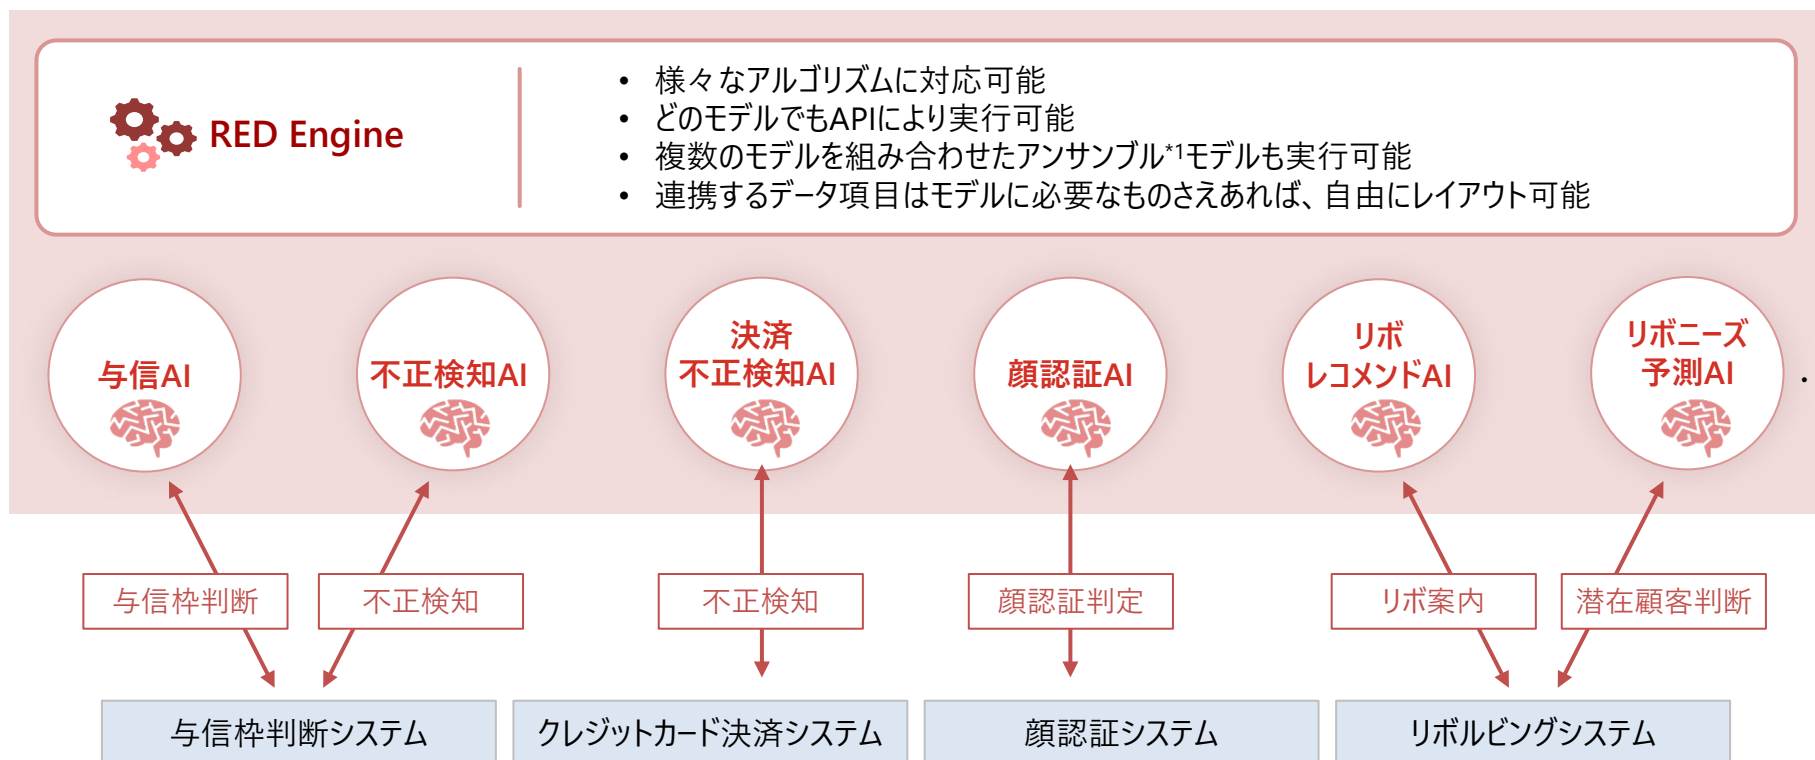 RED Engine
• 様々なアルゴリズムに対応可能
• どのモデルでもAPIにより実行可能
• 複数のモデルを組み合わせたアンサンブル*1モデルも実行可能
• 連携するデータ項目はモデルに必要なものさえあれば、自由にレイアウト可能
与信AI
不正検知AI
決済
不正検知AI
顔認証AI
リボ
レコメンドAI
リボニーズ
予測AI
.
与信枠判断
不正検知
不正検知
顔認証判定
リボ案内
潜在顧客判断
与信枠判断システム
クレジットカード決済システム
顔認証システム
リボルビングシステム